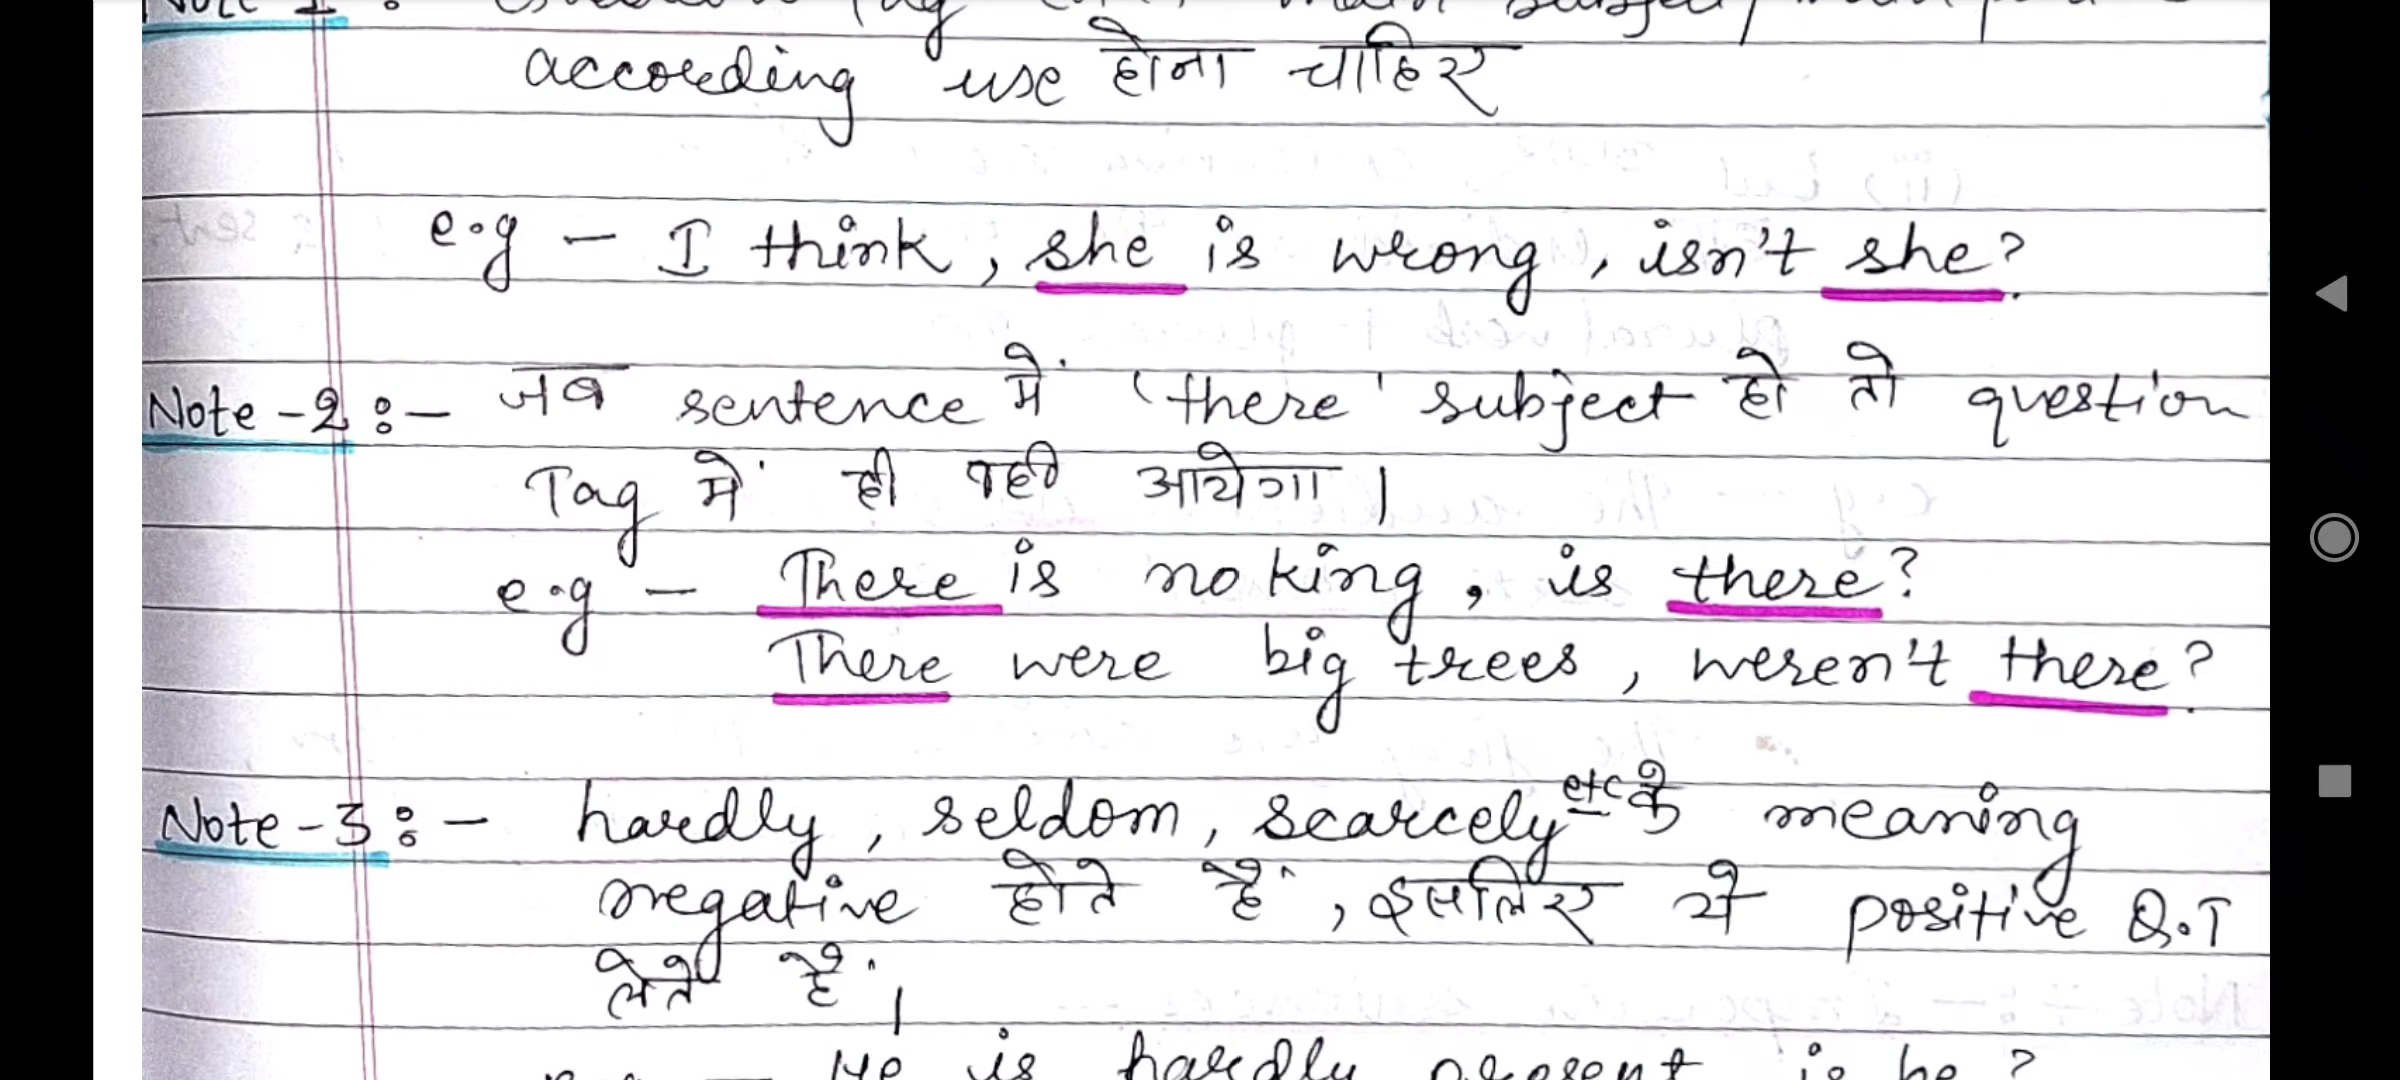 according use होना चाहिए
e.g – I think, she is wrong, isn't she?
Note-2:- जब sentence में 'there' subject हो तो question
Tag में ही वही आयेगा।
e.g – There is no king, is there?
There were big trees, weren't there?
Note-3:- hardly, seldom, scarcely etc के meaning
negative होते हैं, इसलिए ये positive Q.T
लेते हैं।
He is hardly present, is he?